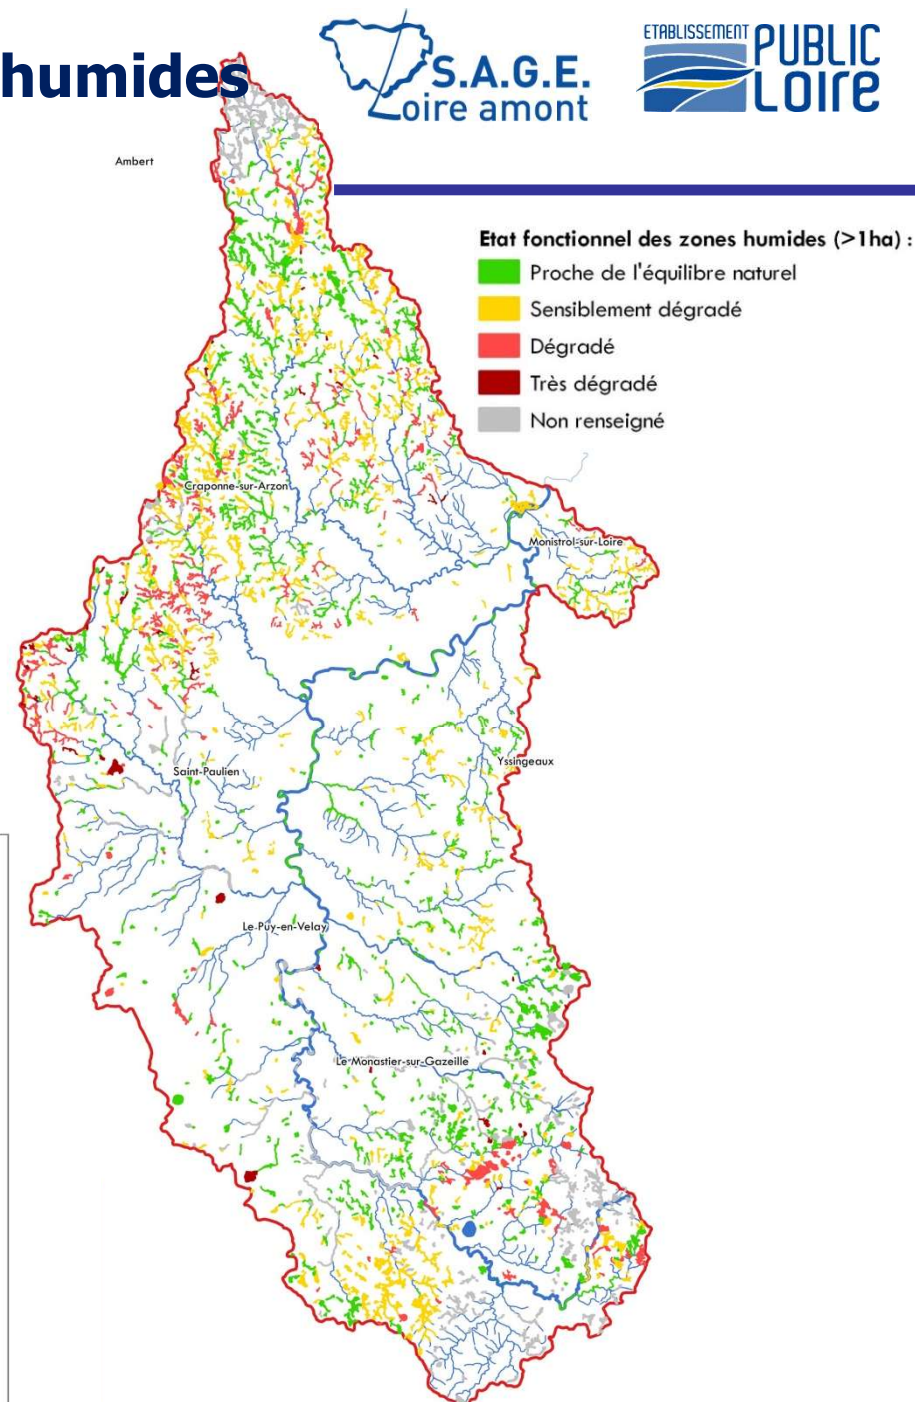 humides
S.A.G.E.
Loire amont
ETABLISSEMENT
PUBLIC
LOIRE
Ambert
Etat fonctionnel des zones humides (>1ha) :
Proche de l'équilibre naturel
Sensiblement dégradé
Dégradé
Très dégradé
Non renseigné
Craponne-sur-Arzon
Monistrol-sur-Loire
Yssingeaux
Saint-Paulien
Le Puy-en-Velay
Le Monastier-sur-Gazeille